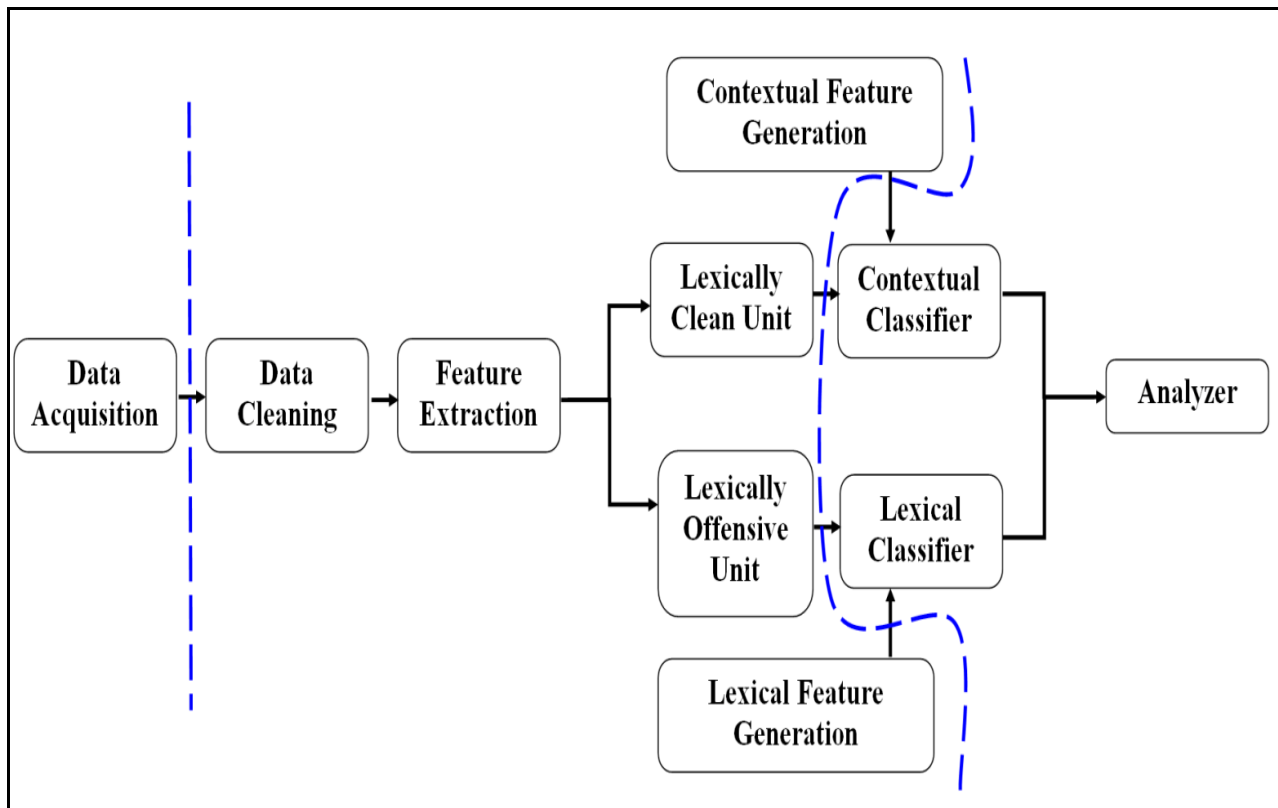 Contextual Feature
Generation
Lexically
Clean Unit
Contextual
Classifier
Data
Acquisition
Data
Cleaning
Feature
Extraction
Analyzer
Lexically
Offensive
Unit
Lexical
Classifier
Lexical Feature
Generation